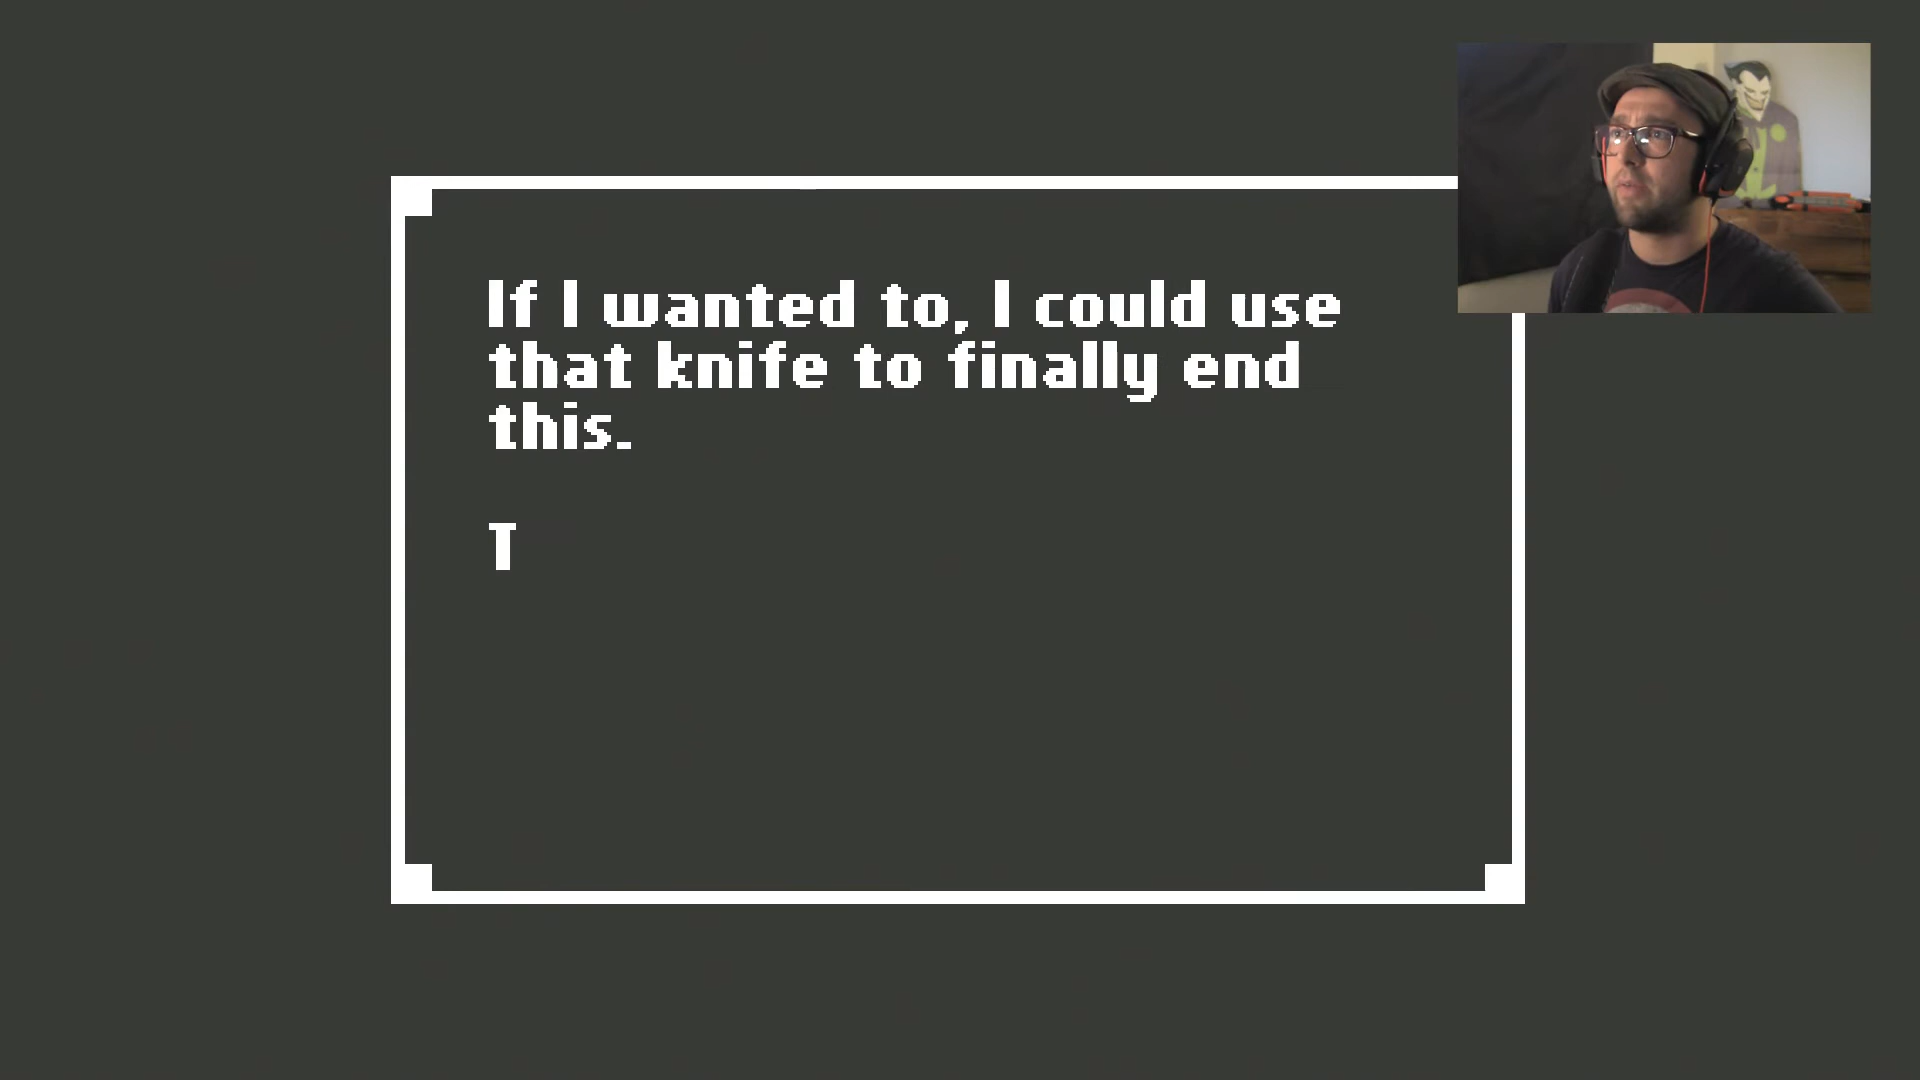 If I wanted to, I could use
that knife to finally end
this.
T